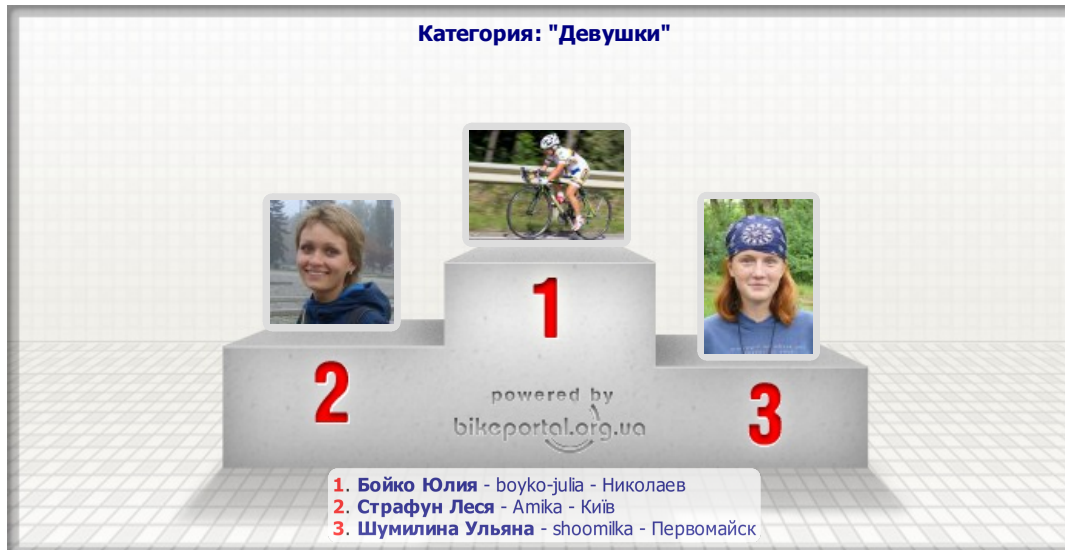 Категория: "Девушки"
1
2
3
powered by
bikeportal.org.ua
1. Бойко Юлия - boyko-julia - Николаев
2. Страфун Леся - Amika - Київ
3. Шумилина Ульяна - shoomilka - Первомайск